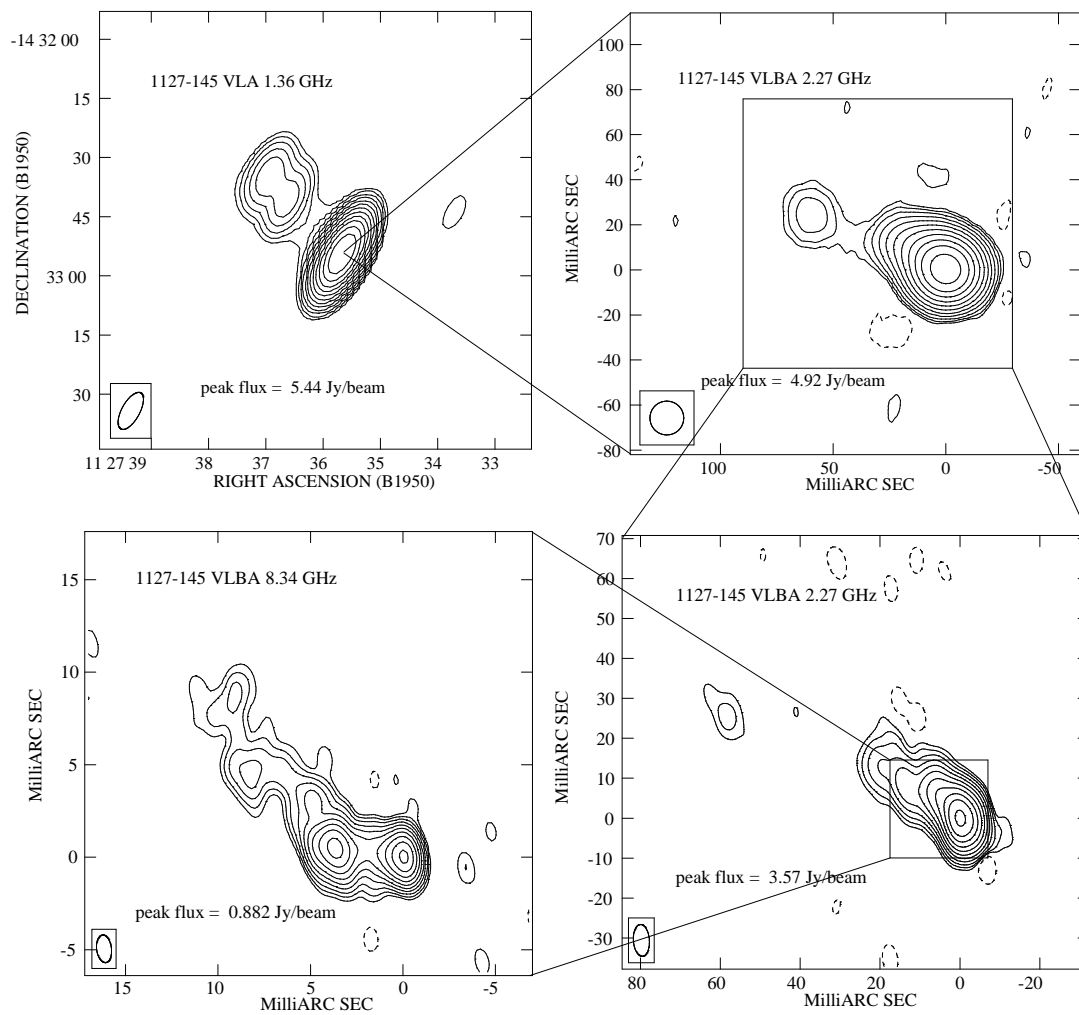 -14 32 00
1127-145 VLA 1.36 GHz
15
30
45
33 00
15
30
DECLINATION (B1950)
peak flux = 5.44 Jy/beam
11 27 39 38 37 36 35 34 33
RIGHT ASCENSION (B1950)
1127-145 VLBA 2.27 GHz
100
80
60
40
20
0
-20
-40
-60
-80
MilliARC SEC
peak flux = 4.92 Jy/beam
100 50 0 -50
MilliARC SEC
1127-145 VLBA 8.34 GHz
15
10
5
0
-5
MilliARC SEC
peak flux = 0.882 Jy/beam
15 10 5 0 -5
MilliARC SEC
1127-145 VLBA 2.27 GHz
70
60
50
40
30
20
10
0
-10
-20
-30
MilliARC SEC
peak flux = 3.57 Jy/beam
80 60 40 20 0 -20
MilliARC SEC